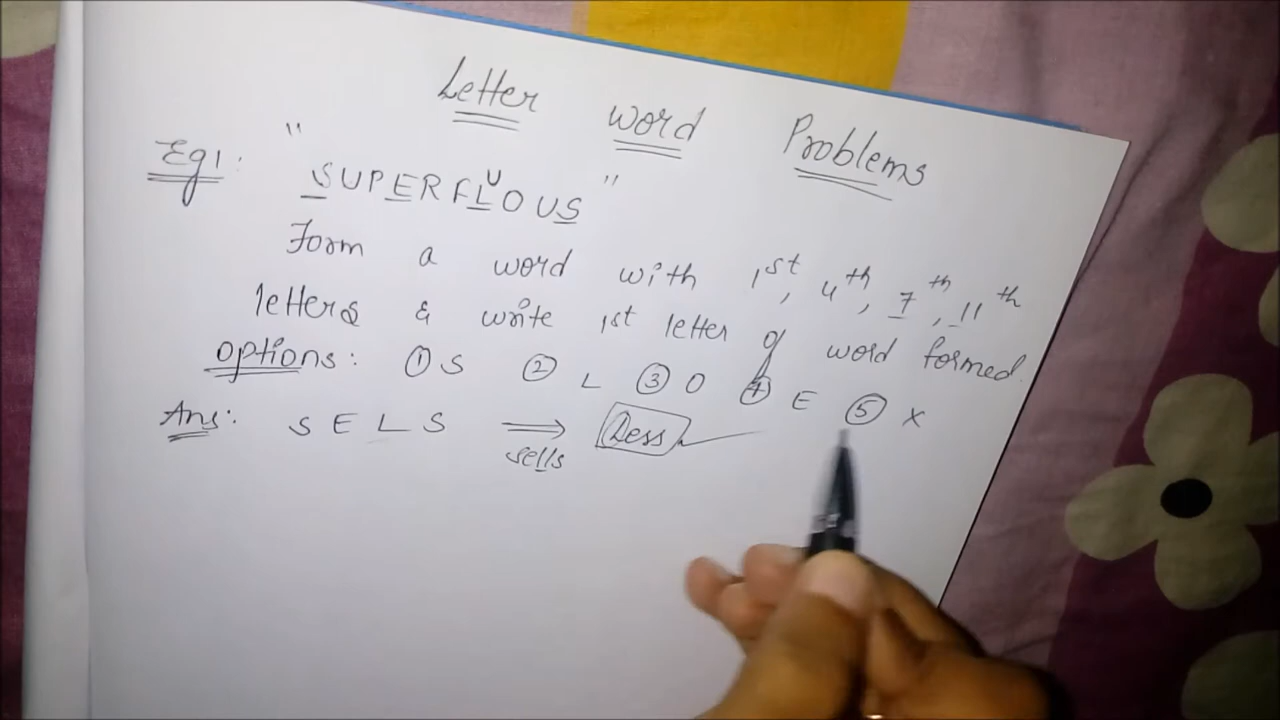 Letter word Problems
Eg1: "SUPERFLUOUS"
Form a word with 1st, 4th, 7th, 11th
letters & write 1st letter of word formed.
options: ① S ② L ③ O ④ E ⑤ X
Ans: S E L S ⇒ Less
sells